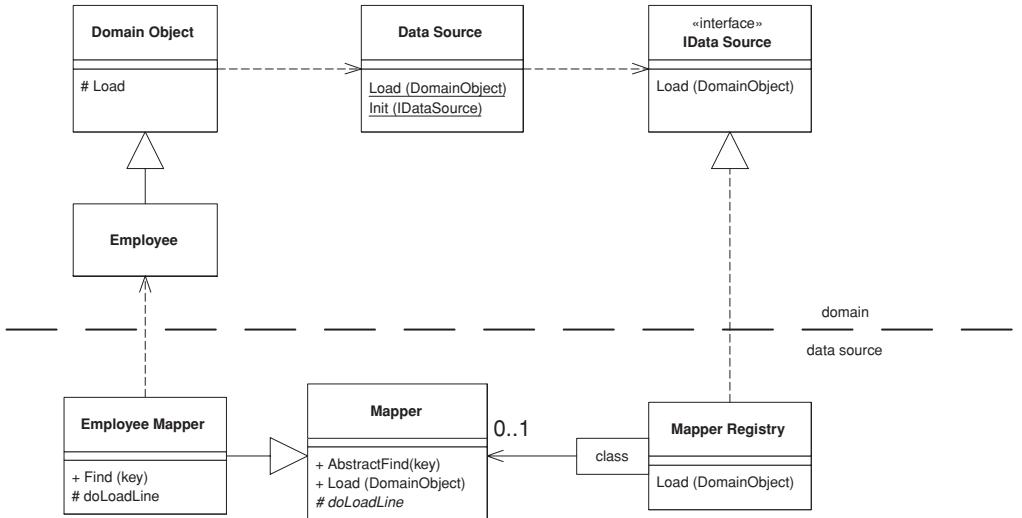 Domain Object
# Load
Data Source
Load (DomainObject)
Init (IDataSource)
«interface»
IData Source
Load (DomainObject)
Employee
domain
data source
Employee Mapper
+ Find (key)
# doLoadLine
Mapper
+ AbstractFind(key)
+ Load (DomainObject)
# doLoadLine
0..1
class
Mapper Registry
Load (DomainObject)